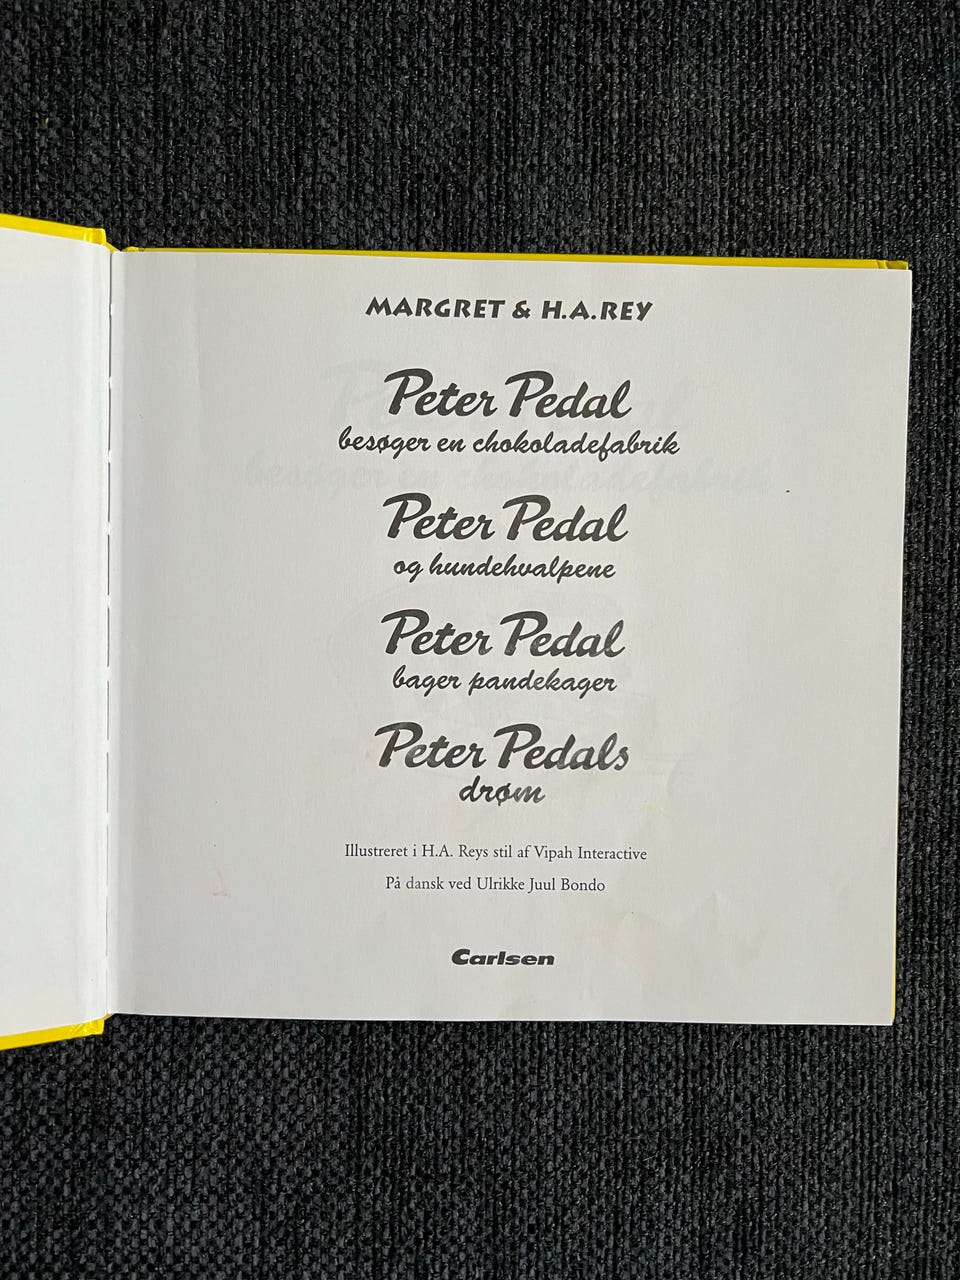 MARGRET & H.A.REY
Peter Pedal
besøger en chokoladefabrik
Peter Pedal
og hundehvalpene
Peter Pedal
bager pandekager
Peter Pedals
drøm
Illustreret i H.A. Reys stil af Vipah Interactive
På dansk ved Ulrikke Juul Bondo
Carlsen